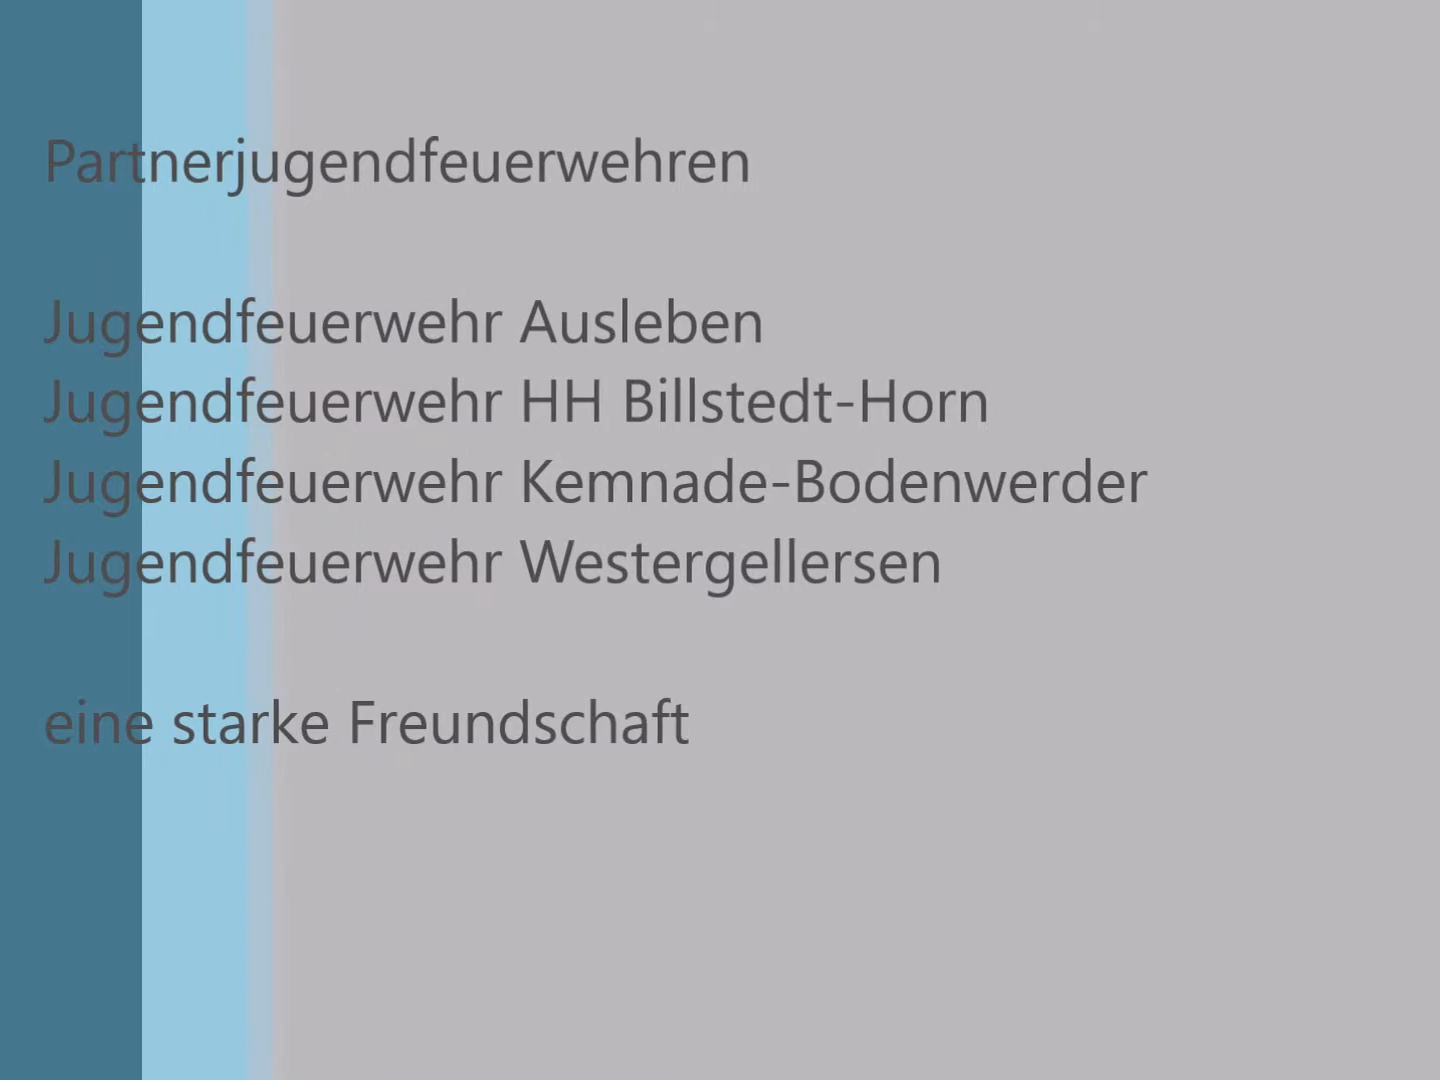 Partnerjugendfeuerwehren
Jugendfeuerwehr Ausleben
Jugendfeuerwehr HH Billstedt-Horn
Jugendfeuerwehr Kemnade-Bodenwerder
Jugendfeuerwehr Westergellersen
eine starke Freundschaft